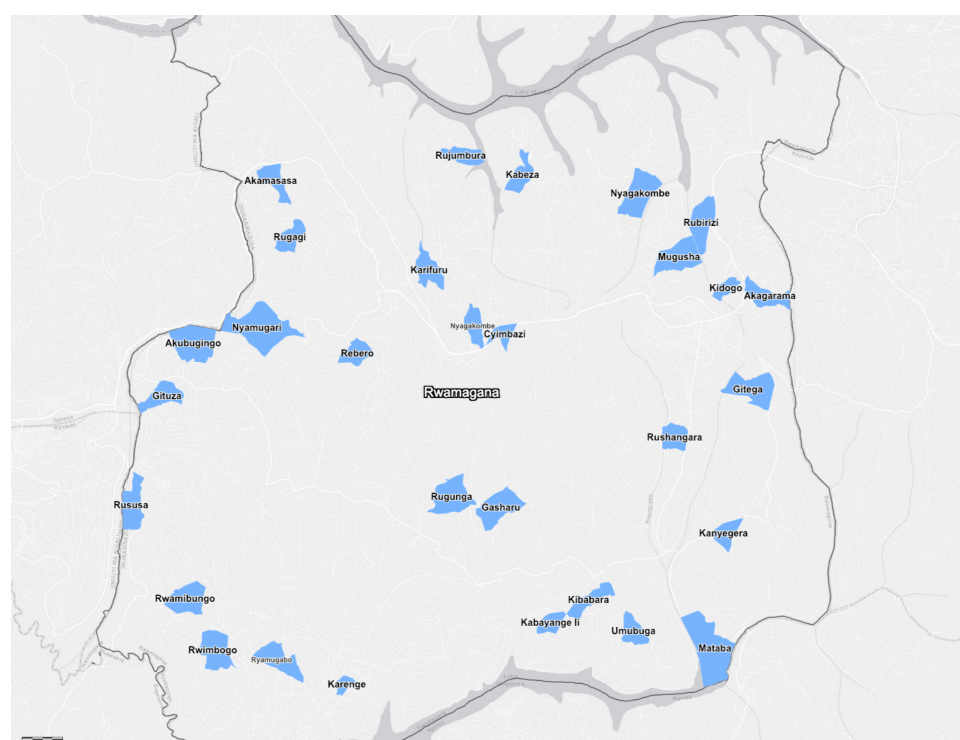 Rujumbura
Kabeza
Akamasasa
Nyagakombe
Rubirizi
Rugagi
Mugusha
Karifuru
Kidogo
Akagarama
Nyamugari
Nyagakombe
Cyimbazi
Akubugingo
Rebero
Gituza
Rwamagana
Gitega
Rushangara
Rugunga
Gasharu
Rususa
Kanyegera
Rwamibungo
Kibabara
Kabayange Ii
Umubuga
Rwimbogo
Ryamugabo
Mataba
Karenge